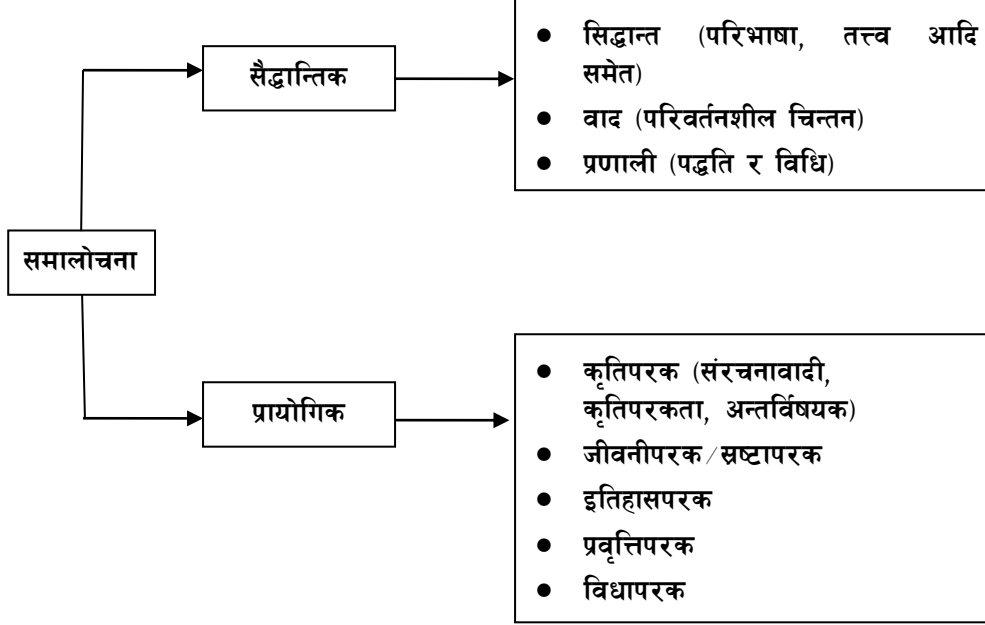 समालोचना
सैद्धान्तिक
● सिद्धान्त (परिभाषा, तत्त्व आदि
समेत)
● वाद (परिवर्तनशील चिन्तन)
● प्रणाली (पद्धति र विधि)
प्रायोगिक
● कृतिपरक (संरचनावादी,
कृतिपरकता, अन्तर्विषयक)
● जीवनीपरक/स्रष्टापरक
● इतिहासपरक
● प्रवृत्तिपरक
● विधापरक